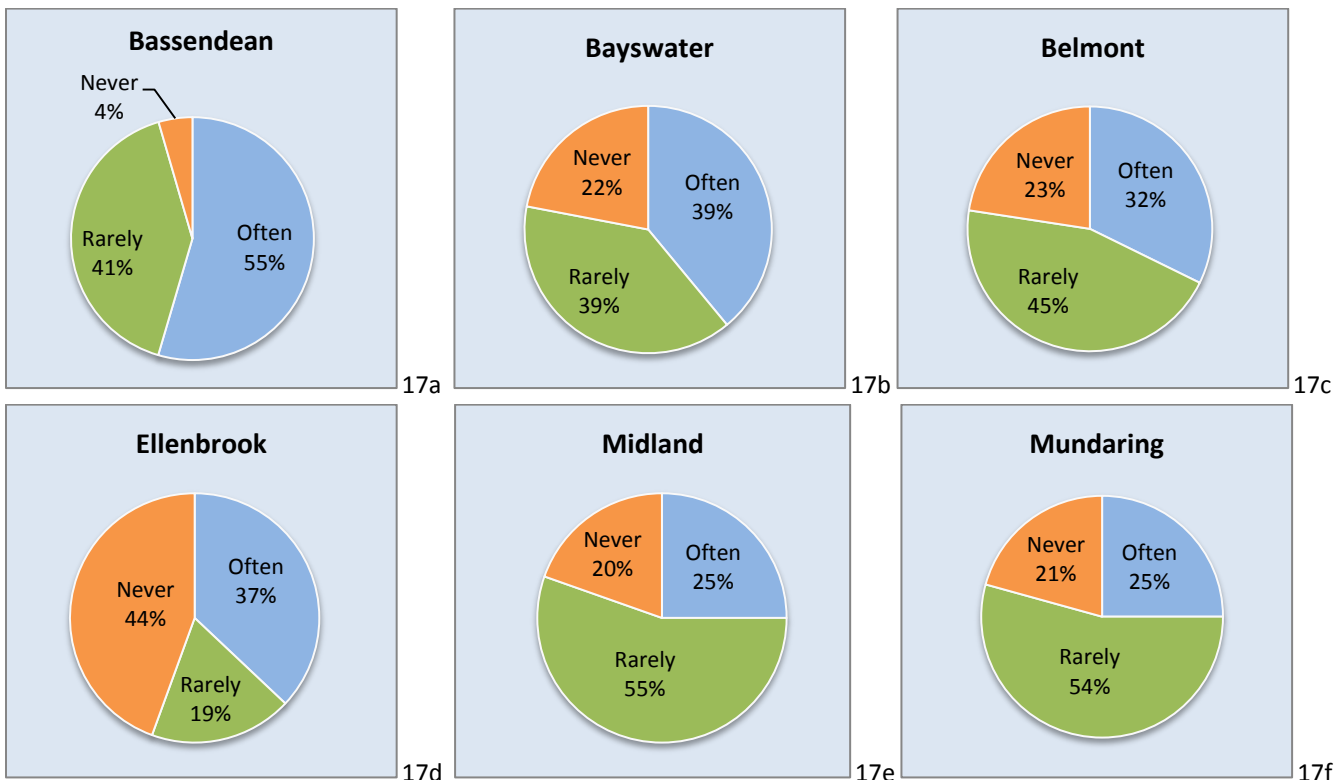 Bassendean
Never
4%
Often
55%
Rarely
41%
17a
Bayswater
Never
22%
Often
39%
Rarely
39%
17b
Belmont
Never
23%
Often
32%
Rarely
45%
17c
Ellenbrook
Never
44%
Often
37%
Rarely
19%
17d
Midland
Never
20%
Often
25%
Rarely
55%
17e
Mundaring
Never
21%
Often
25%
Rarely
54%
17f